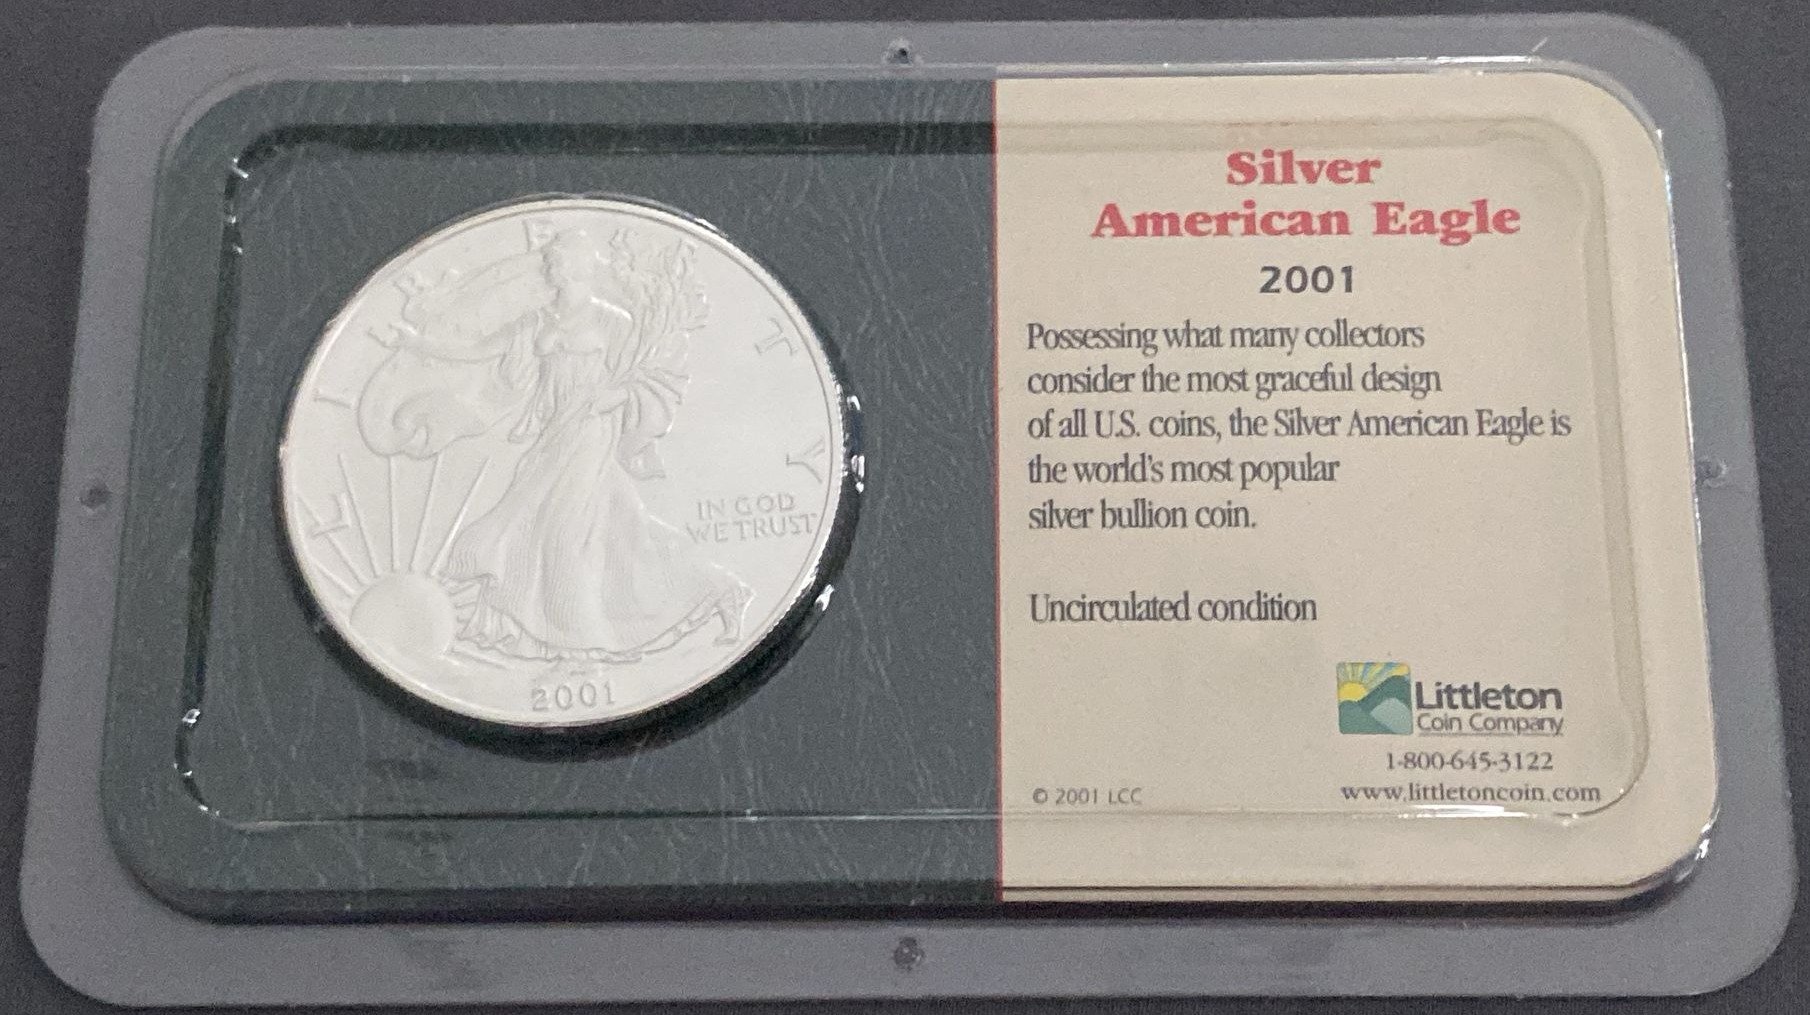 LIBERTY
IN GOD
WE TRUST
2001
Silver
American Eagle
2001
Possessing what many collectors
consider the most graceful design
of all U.S. coins, the Silver American Eagle is
the world's most popular
silver bullion coin.
Uncirculated condition
Littleton
Coin Company
1-800-645-3122
© 2001 LCC
www.littletoncoin.com